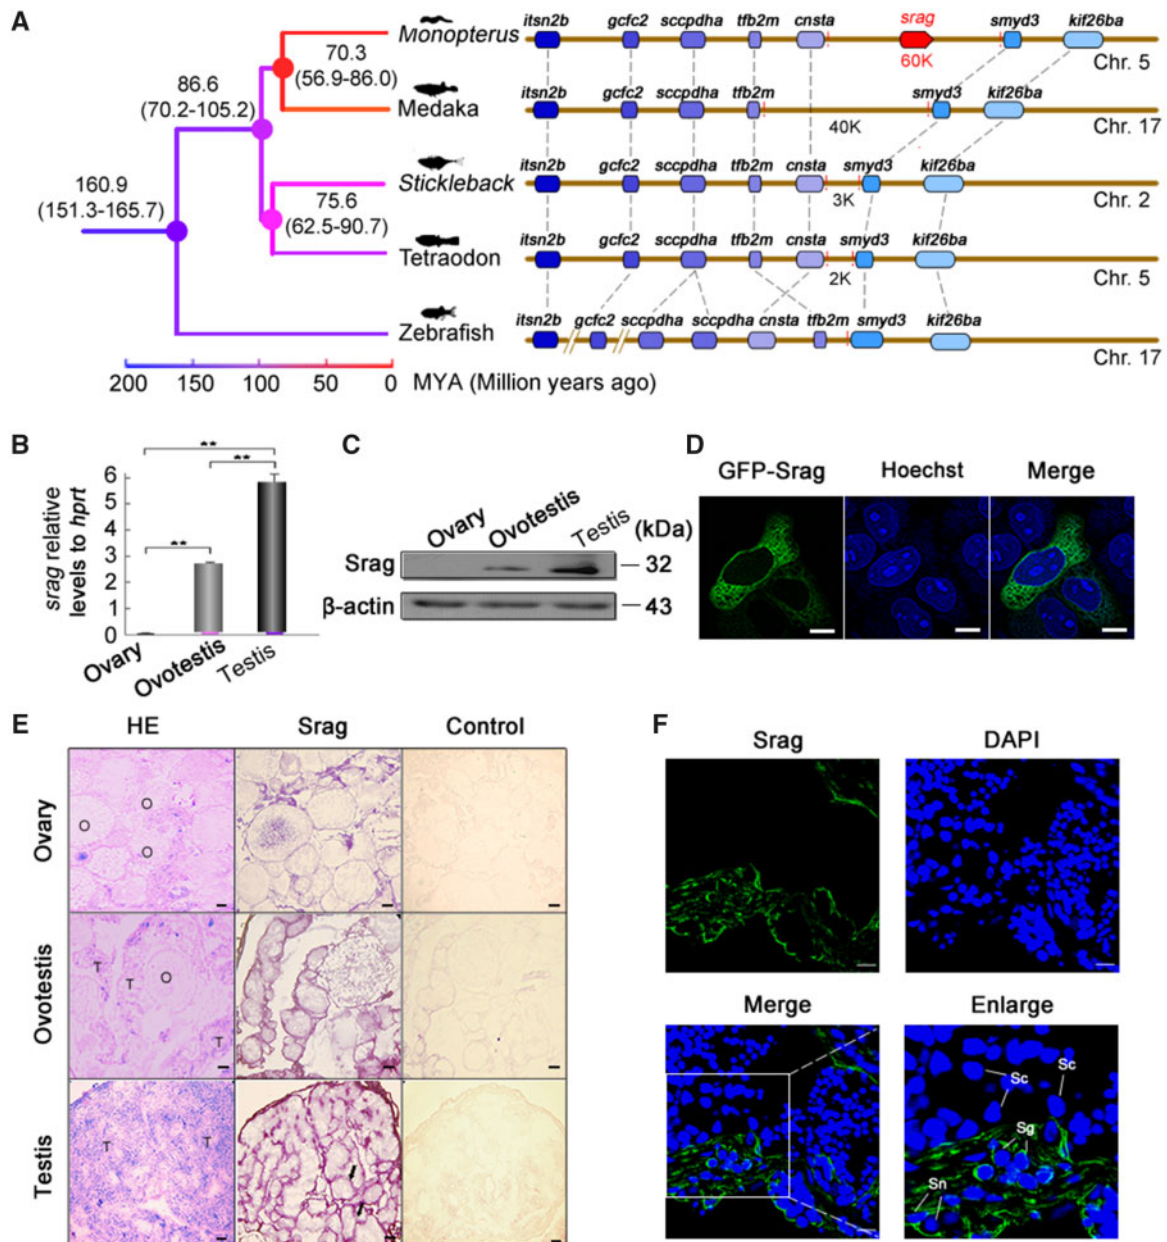 A
Monopterus
itsn2b gcfc2 sccpdha tfb2m cnsta srag smyd3 kif26ba
60K
Chr. 5
70.3
(56.9-86.0)
86.6
(70.2-105.2)
Medaka
itsn2b gcfc2 sccpdha tfb2m smyd3 kif26ba
40K
Chr. 17
160.9
(151.3-165.7)
Stickleback
itsn2b gcfc2 sccpdha tfb2m cnsta smyd3 kif26ba
3K
Chr. 2
75.6
(62.5-90.7)
Tetraodon
itsn2b gcfc2 sccpdha tfb2m cnsta smyd3 kif26ba
2K
Chr. 5
Zebrafish
itsn2b gcfc2 sccpdha sccpdha cnsta tfb2m smyd3 kif26ba
Chr. 17
200 150 100 50 0 MYA (Million years ago)
B
srag relative
levels to hprt
**
**
**
6
5
4
3
2
1
0
Ovary Ovotestis Testis
C
Ovary Ovotestis Testis (kDa)
Srag 32
β-actin 43
D
GFP-Srag Hoechst Merge
E
HE Srag Control
Ovary
O
O
O
Ovotestis
T
T
O
T
Testis
T
T
F
Srag DAPI
Merge Enlarge
Sc
Sc
Sg
Sn